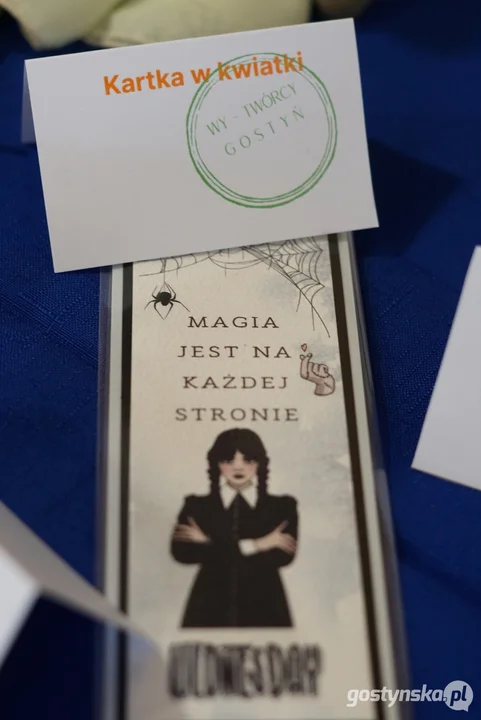 Kartka w kwiatki
WY - TWÓRCY
GOSTYŃ
MAGIA
JEST NA
KAŻDEJ
STRONIE
WEDNESDAY
gostynska.pl